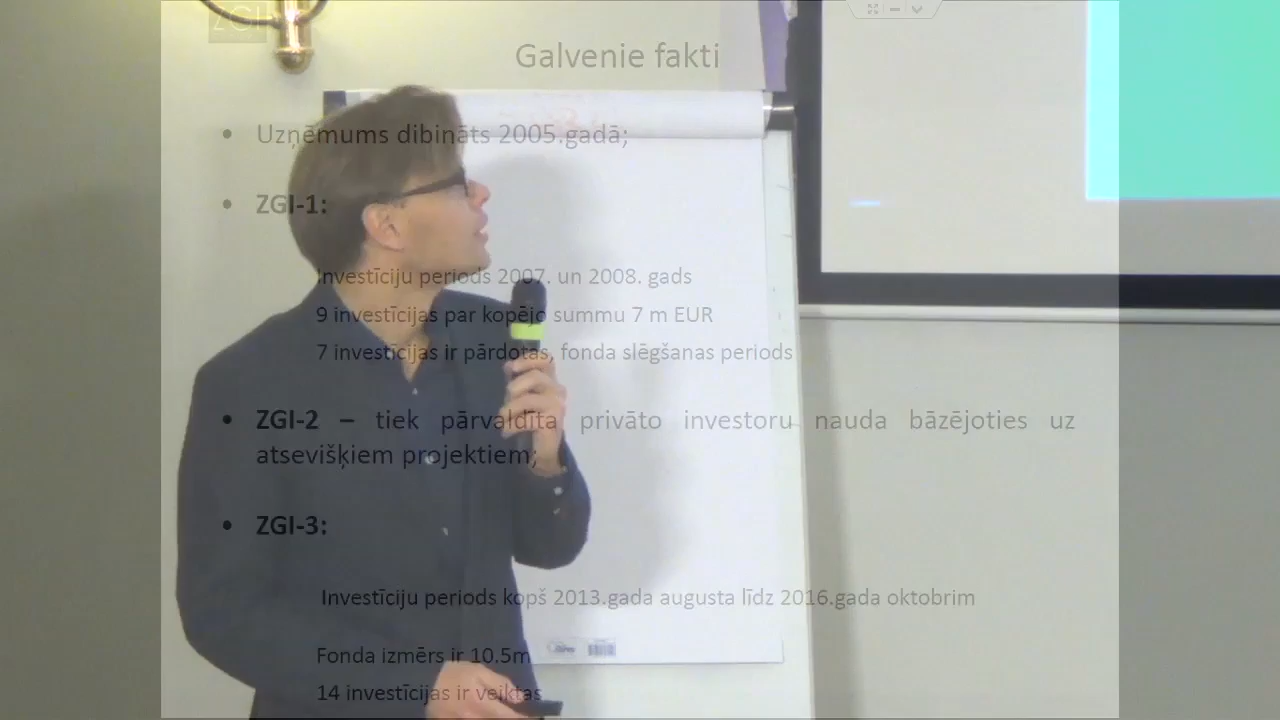 ZGI
Galvenie fakti
• Uzņēmums dibināts 2005.gadā;
• ZGI-1:
Investīciju periods 2007. un 2008. gads
9 investīcijas par kopējo summu 7 m EUR
7 investīcijas ir pārdotas, fonda slēgšanas periods
• ZGI-2 – tiek pārvaldīta privāto investoru nauda bāzējoties uz
atsevišķiem projektiem;
• ZGI-3:
Investīciju periods kopš 2013.gada augusta līdz 2016.gada oktobrim
Fonda izmērs ir 10.5m
14 investīcijas ir veiktas